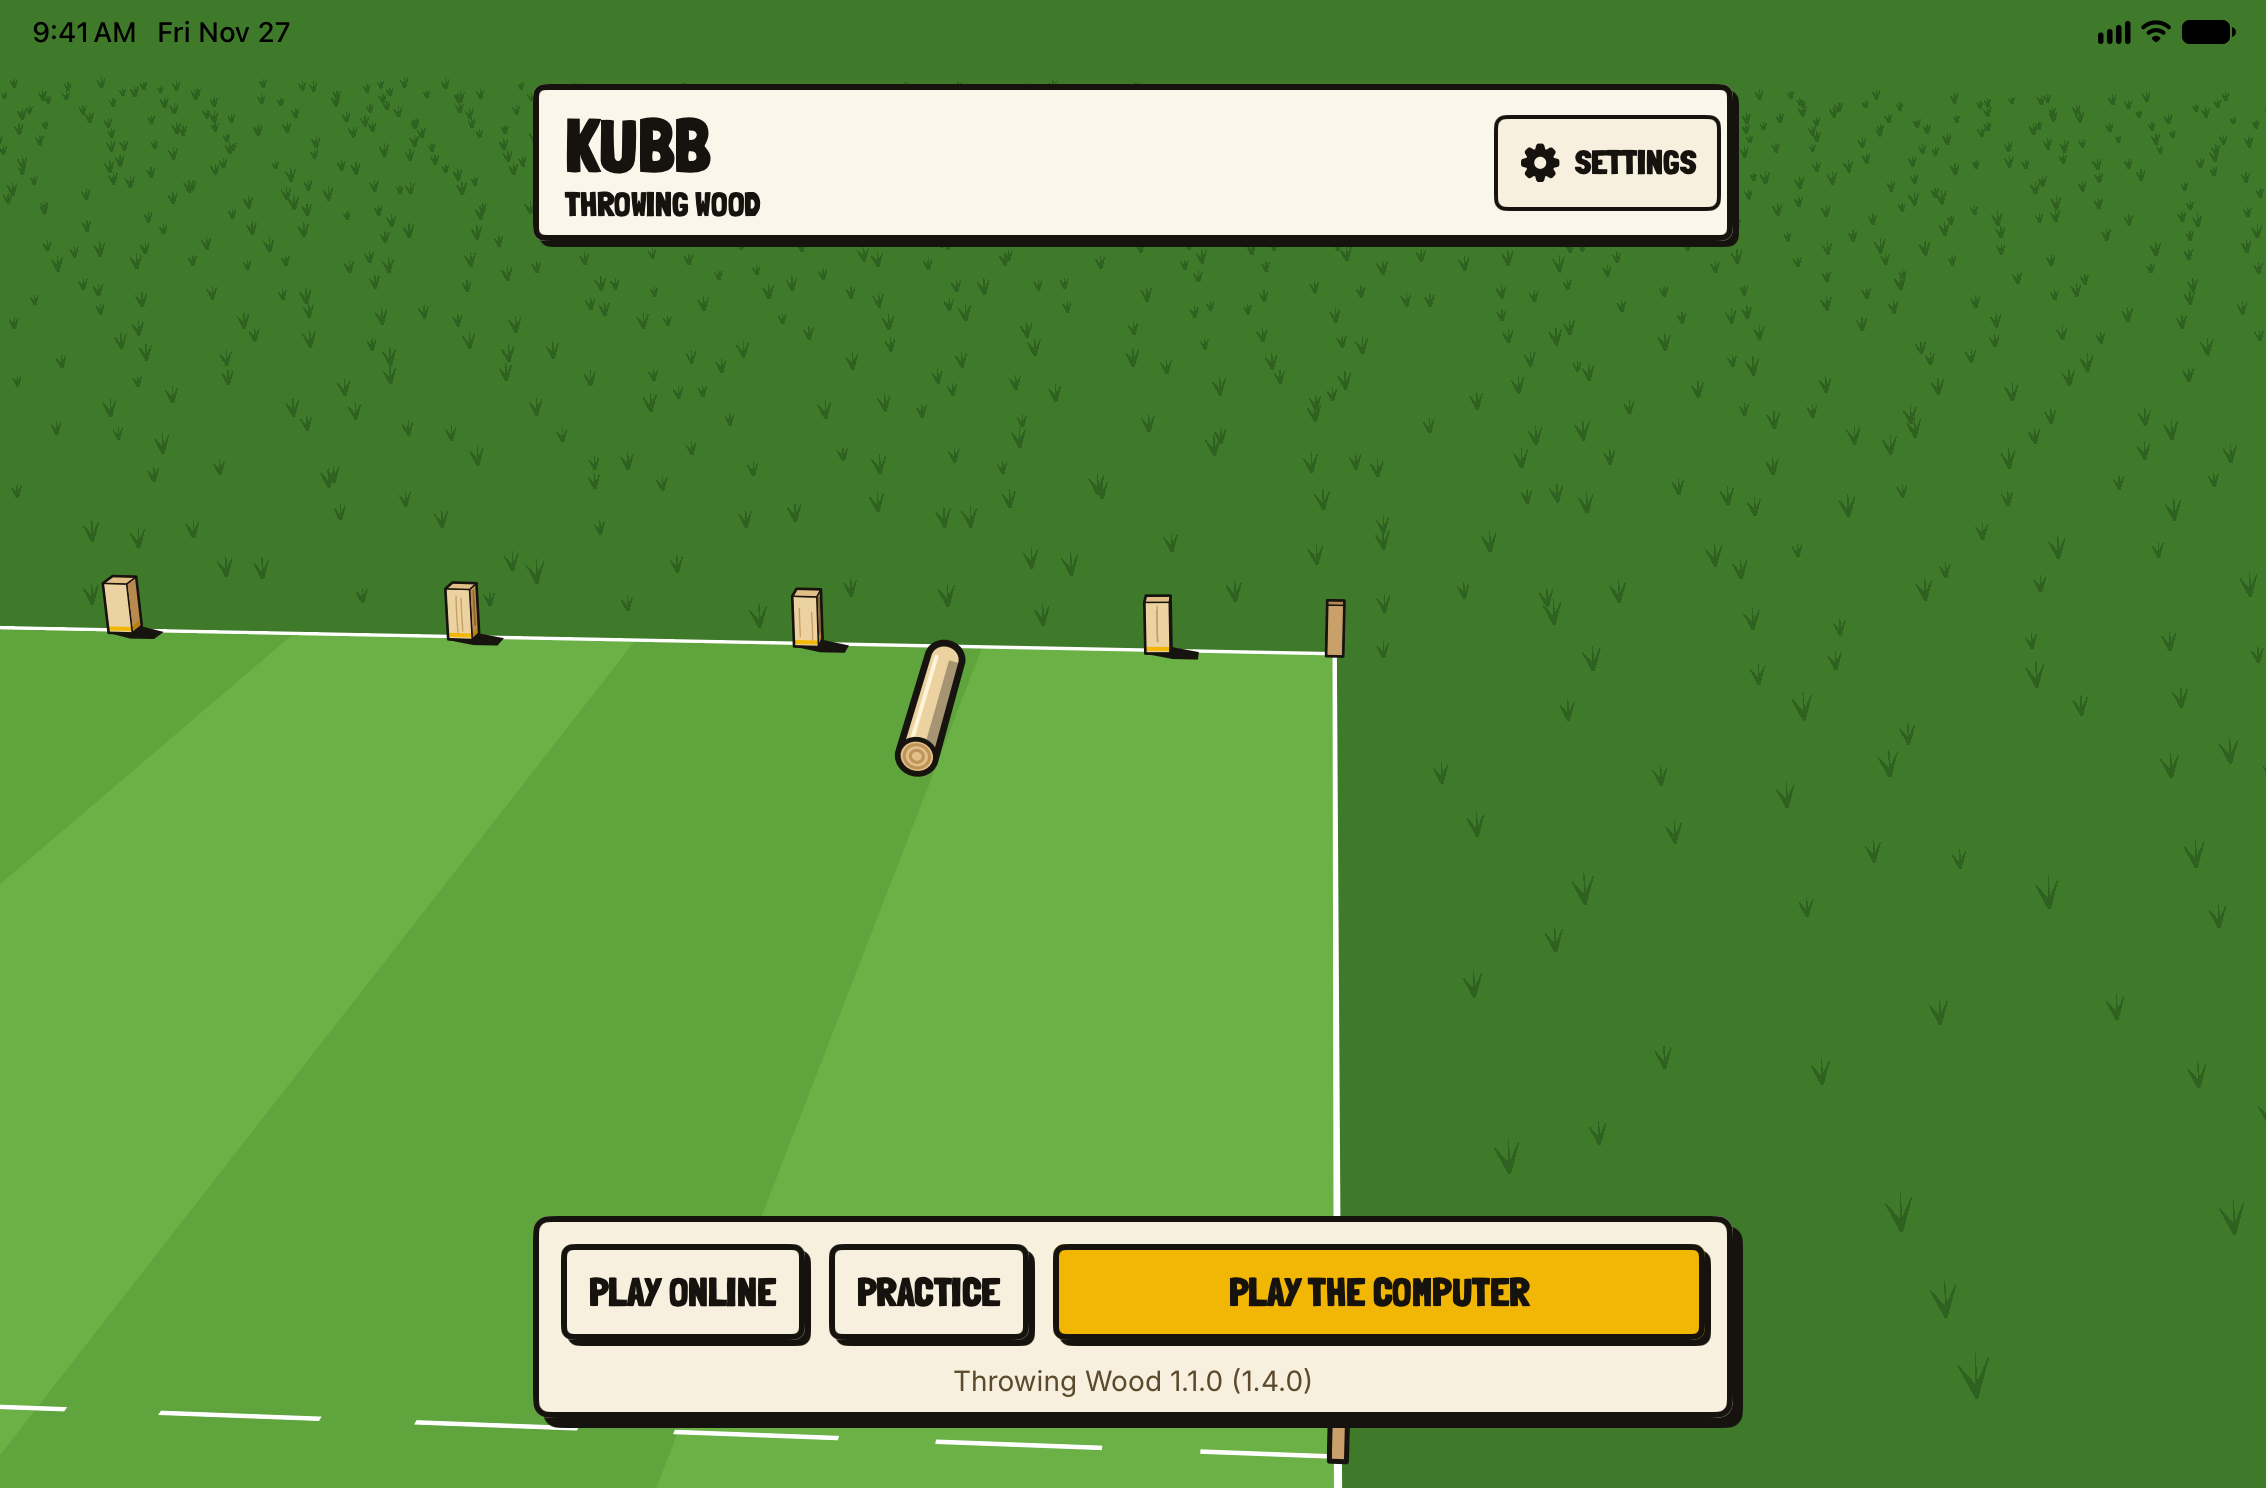 9:41 AM Fri Nov 27
KUBB
THROWING WOOD
SETTINGS
PLAY ONLINE
PRACTICE
PLAY THE COMPUTER
Throwing Wood 1.1.0 (1.4.0)